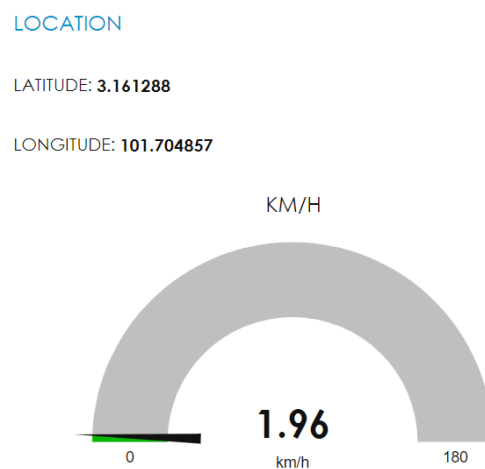 LOCATION
LATITUDE: 3.161288
LONGITUDE: 101.704857
KM/H
1.96
0 km/h 180